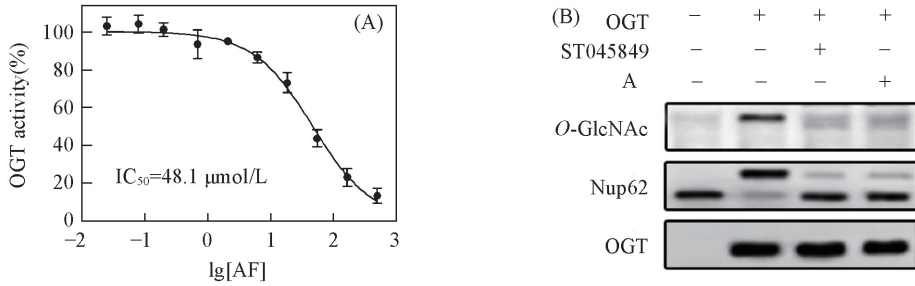 (A)
OGT activity(%)
100
80
60
40
20
0
IC₅₀=48.1 μmol/L
−2 −1 0 1 2 3
lg[AF]
(B)
OGT − + + +
ST045849 − − + −
A − − − +
O-GlcNAc
Nup62
OGT